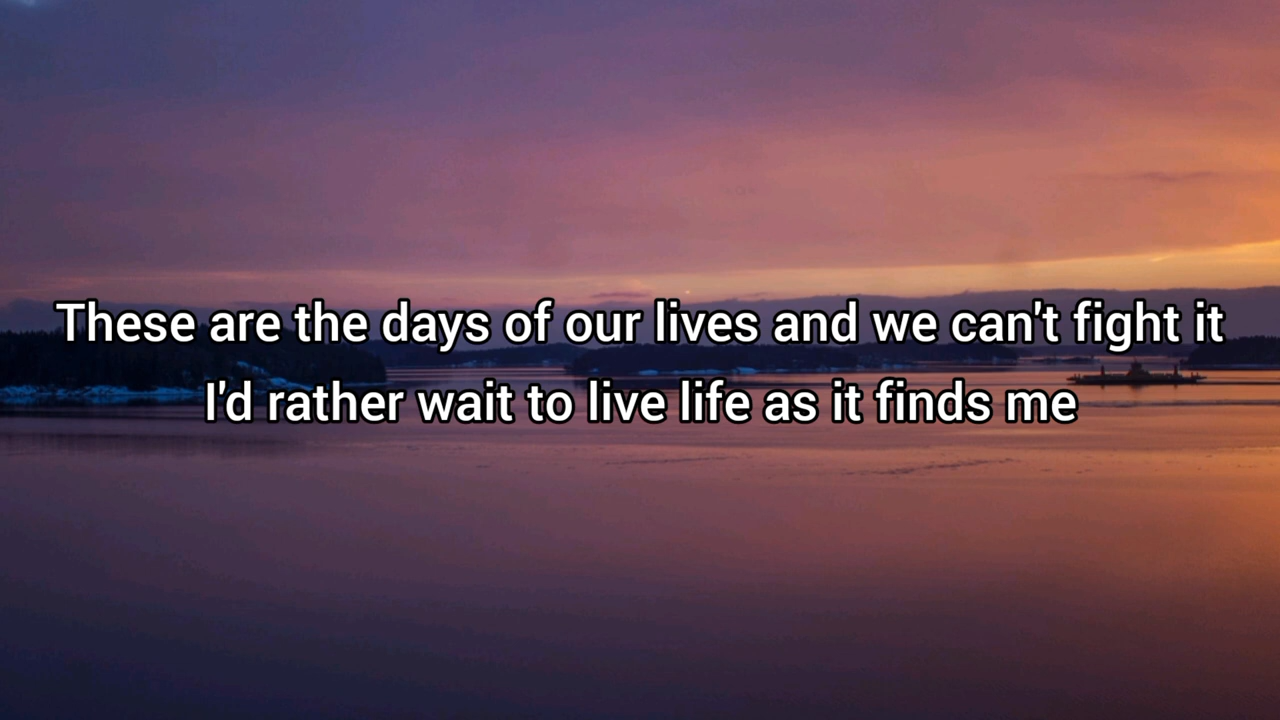 These are the days of our lives and we can't fight it
I'd rather wait to live life as it finds me